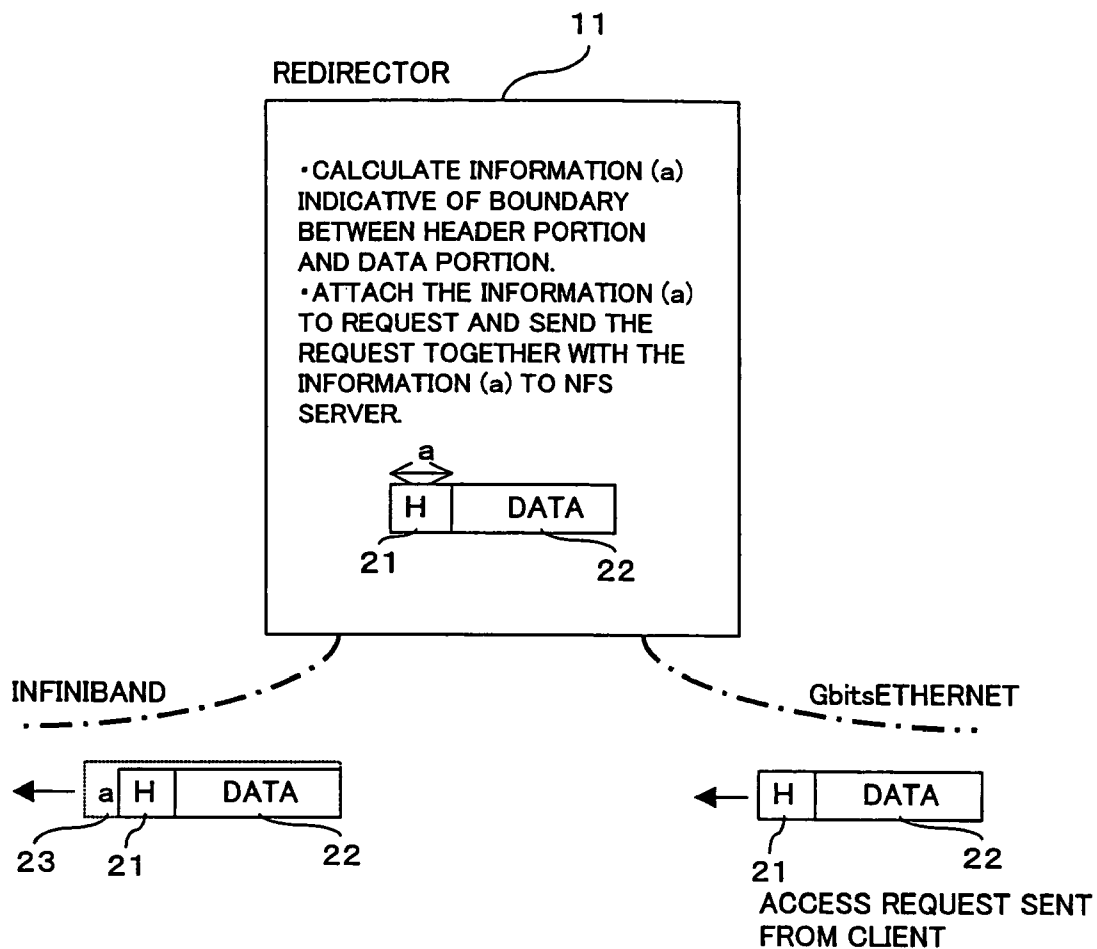 11
REDIRECTOR
・CALCULATE INFORMATION (a)
INDICATIVE OF BOUNDARY
BETWEEN HEADER PORTION
AND DATA PORTION.
・ATTACH THE INFORMATION (a)
TO REQUEST AND SEND THE
REQUEST TOGETHER WITH THE
INFORMATION (a) TO NFS
SERVER.
a
H DATA
21 22
INFINIBAND
GbitsETHERNET
a H DATA
23 21 22
H DATA
21 22
ACCESS REQUEST SENT
FROM CLIENT